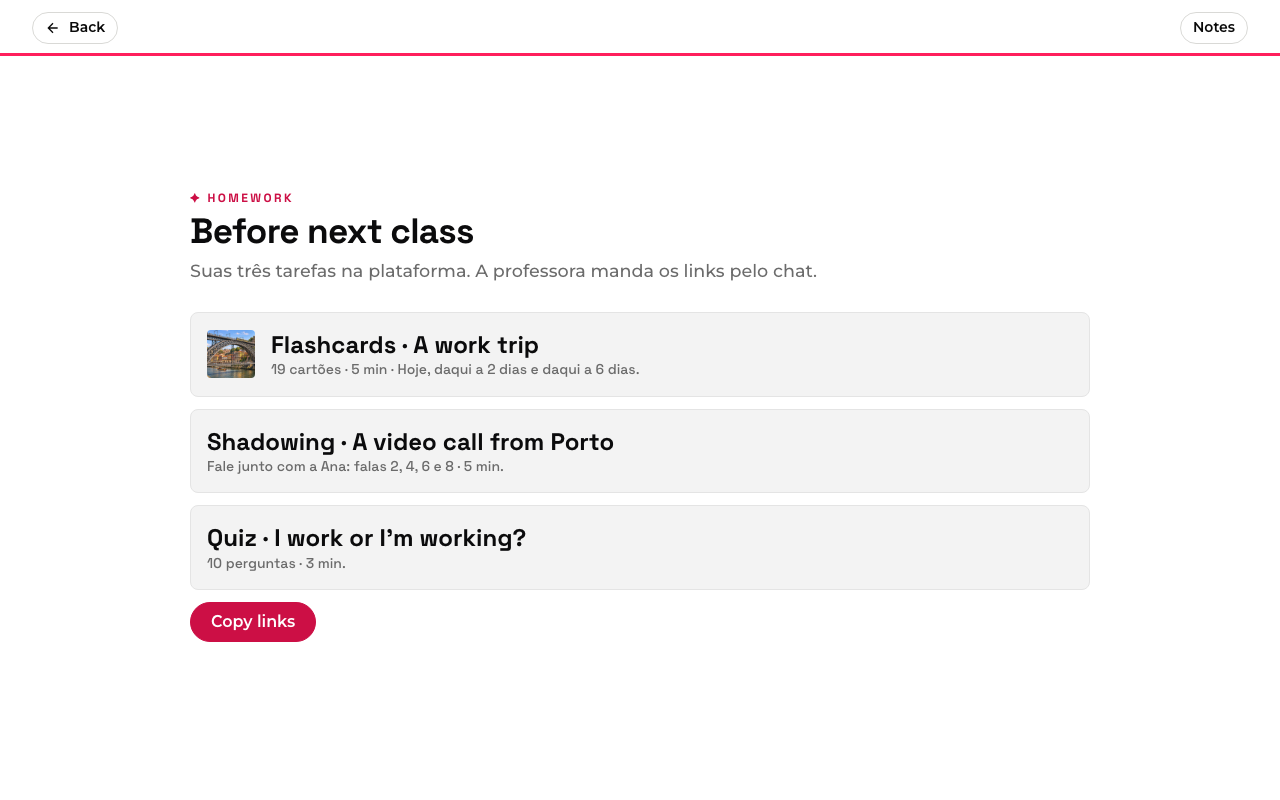 ← Back
Notes
✦ HOMEWORK
Before next class
Suas três tarefas na plataforma. A professora manda os links pelo chat.
Flashcards · A work trip
19 cartões · 5 min · Hoje, daqui a 2 dias e daqui a 6 dias.
Shadowing · A video call from Porto
Fale junto com a Ana: falas 2, 4, 6 e 8 · 5 min.
Quiz · I work or I’m working?
10 perguntas · 3 min.
Copy links